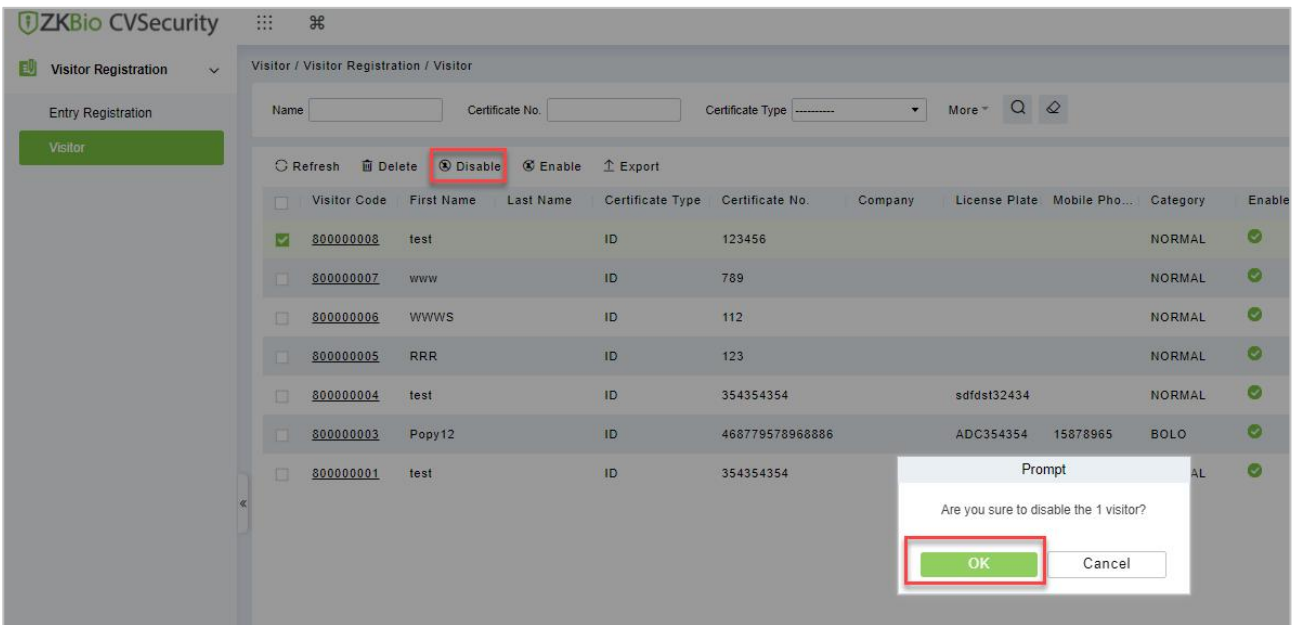 ZKBio CVSecurity
Visitor Registration
Entry Registration
Visitor
Visitor / Visitor Registration / Visitor
Name Certificate No. Certificate Type ---------- More
Refresh Delete Disable Enable Export
Visitor Code First Name Last Name Certificate Type Certificate No. Company License Plate Mobile Pho... Category Enable
800000008 test ID 123456 NORMAL
800000007 www ID 789 NORMAL
800000006 WWWS ID 112 NORMAL
800000005 RRR ID 123 NORMAL
800000004 test ID 354354354 sdfdst32434 NORMAL
800000003 Popy12 ID 468779578968886 ADC354354 15878965 BOLO
800000001 test ID 354354354 AL
Prompt
Are you sure to disable the 1 visitor?
OK Cancel